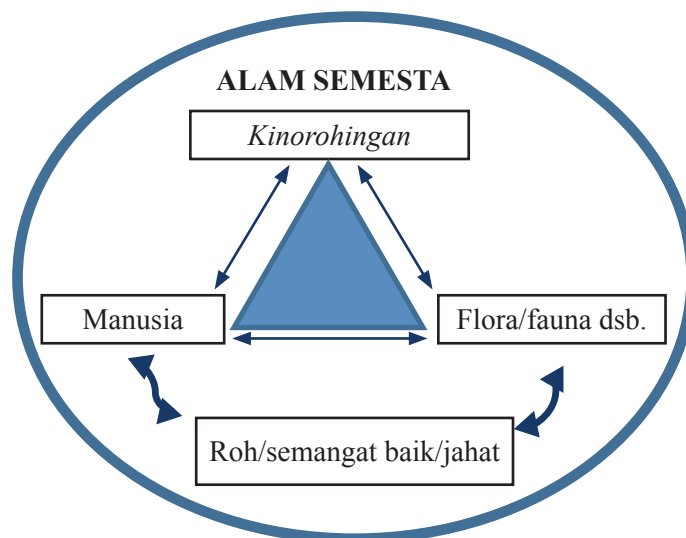 ALAM SEMESTA
Kinorohingan
Manusia
Flora/fauna dsb.
Roh/semangat baik/jahat